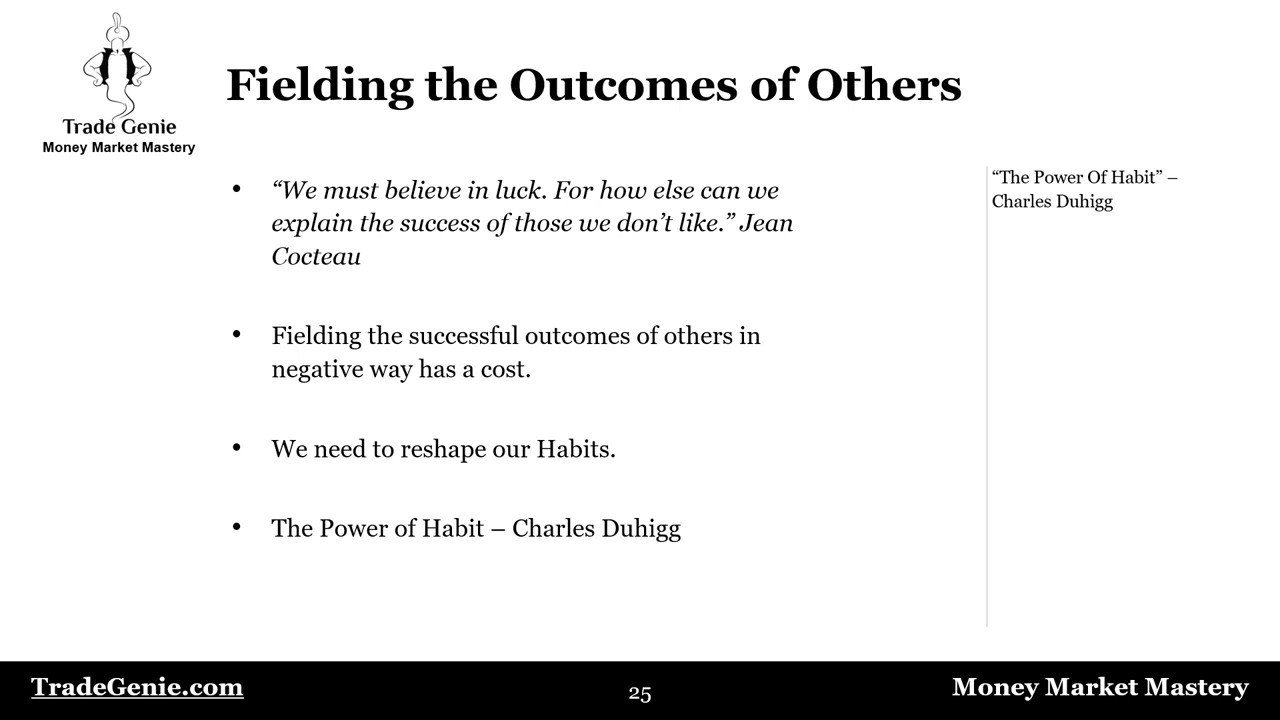 Trade Genie
Money Market Mastery
Fielding the Outcomes of Others
• “We must believe in luck. For how else can we
explain the success of those we don’t like.” Jean
Cocteau
• Fielding the successful outcomes of others in
negative way has a cost.
• We need to reshape our Habits.
• The Power of Habit – Charles Duhigg
“The Power Of Habit” –
Charles Duhigg
TradeGenie.com
25
Money Market Mastery